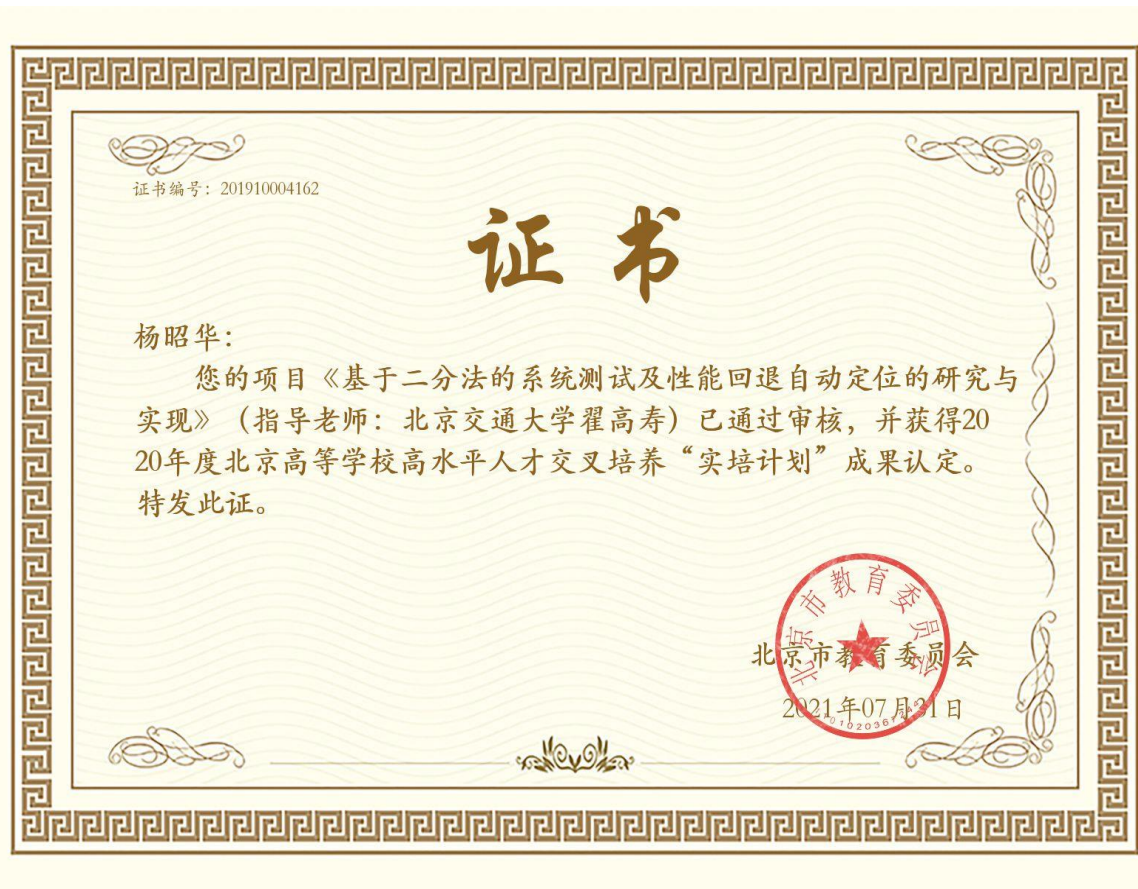 证书编号：201910004162
证书
杨昭华：
您的项目《基于二分法的系统测试及性能回退自动定位的研究与
实现》（指导老师：北京交通大学翟高寿）已通过审核，并获得20
20年度北京高等学校高水平人才交叉培养“实培计划”成果认定。
特发此证。
北京市教育委员会
北京市教育委员会
2021年07月31日